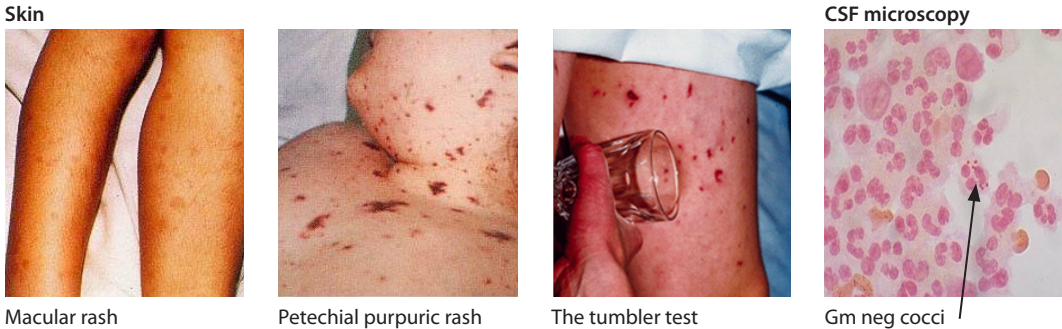 Skin
CSF microscopy
Macular rash
Petechial purpuric rash
The tumbler test
Gm neg cocci